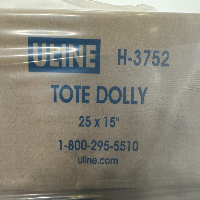 ULINE H-3752
TOTE DOLLY
25 x 15"
1-800-295-5510
uline.com